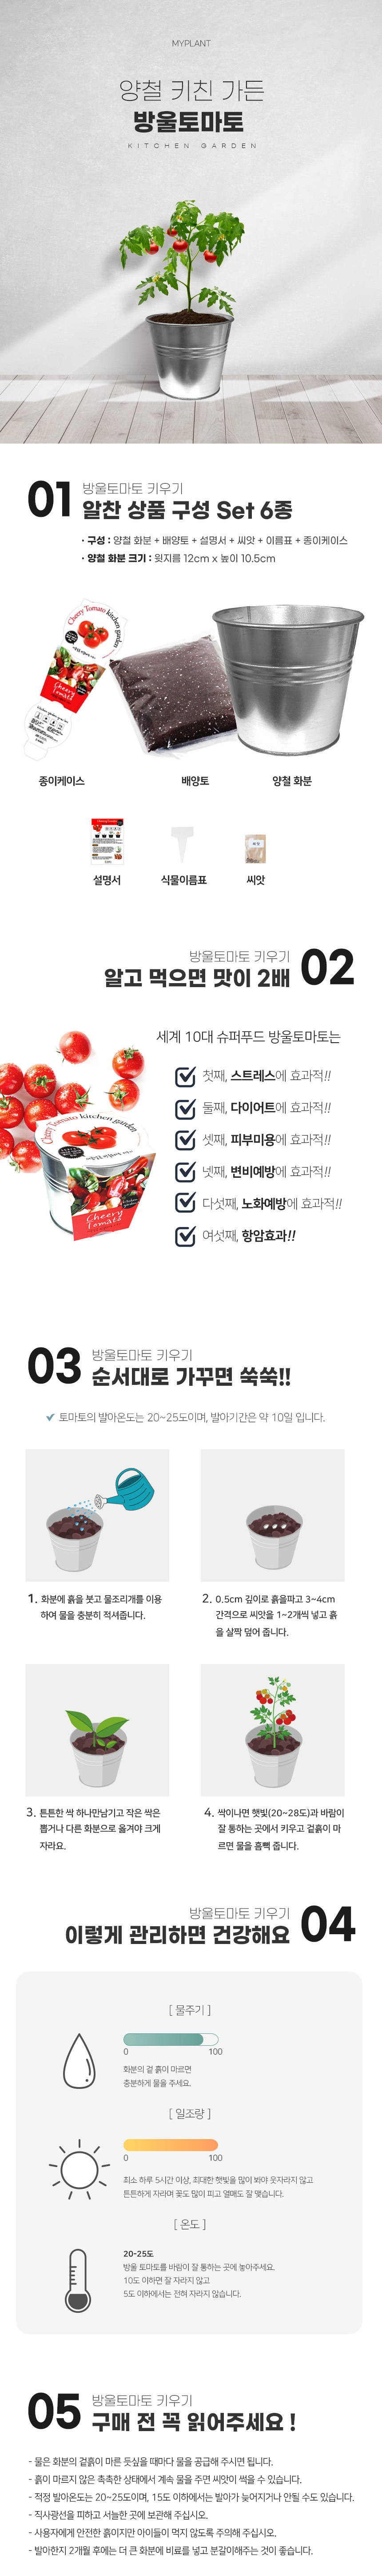 MYPLANT
양철 키친 가든
방울토마토
KITCHEN GARDEN
01 방울토마토 키우기
알찬 상품 구성 Set 6종
· 구성 : 양철 화분 + 배양토 + 설명서 + 씨앗 + 이름표 + 종이케이스
· 양철 화분 크기 : 윗지름 12cm x 높이 10.5cm
Cherry Tomato kitchen garden
Cherry tomato
종이케이스
배양토
양철 화분
설명서
식물이름표
씨앗
방울토마토 키우기
알고 먹으면 맛이 2배 02
세계 10대 슈퍼푸드 방울토마토는
첫째, 스트레스에 효과적!!
둘째, 다이어트에 효과적!!
셋째, 피부미용에 효과적!!
넷째, 변비예방에 효과적!!
다섯째, 노화예방에 효과적!!
여섯째, 항암효과!!
Cherry Tomato kitchen garden
Cherry tomato
03 방울토마토 키우기
순서대로 가꾸면 쑥쑥!!
토마토의 발아온도는 20~25도이며, 발아기간은 약 10일 입니다.
1. 화분에 흙을 붓고 물조리개를 이용
하여 물을 충분히 적셔줍니다.
2. 0.5cm 깊이로 흙을파고 3~4cm
간격으로 씨앗을 1~2개씩 넣고 흙
을 살짝 덮어 줍니다.
3. 튼튼한 싹 하나만남기고 작은 싹은
뽑거나 다른 화분으로 옮겨야 크게
자라요.
4. 싹이나면 햇빛(20~28도)과 바람이
잘 통하는 곳에서 키우고 겉흙이 마
르면 물을 흠뻑 줍니다.
방울토마토 키우기
이렇게 관리하면 건강해요 04
[ 물주기 ]
0 100
화분의 겉 흙이 마르면
충분하게 물을 주세요.
[ 일조량 ]
0 100
최소 하루 5시간 이상, 최대한 햇빛을 많이 봐야 웃자라지 않고
튼튼하게 자라며 꽃도 많이 피고 열매도 잘 맺습니다.
[ 온도 ]
20-25도
방울 토마토를 바람이 잘 통하는 곳에 놓아주세요.
10도 이하면 잘 자라지 않고
5도 이하에서는 전혀 자라지 않습니다.
05 방울토마토 키우기
구매 전 꼭 읽어주세요 !
- 물은 화분의 겉흙이 마른 듯싶을 때마다 물을 공급해 주시면 됩니다.
- 흙이 마르지 않은 촉촉한 상태에서 계속 물을 주면 씨앗이 썩을 수 있습니다.
- 적정 발아온도는 20~25도이며, 15도 이하에서는 발아가 늦어지거나 안될 수도 있습니다.
- 직사광선을 피하고 서늘한 곳에 보관해 주십시오.
- 사용자에게 안전한 흙이지만 아이들이 먹지 않도록 주의해 주십시오.
- 발아한지 2개월 후에는 더 큰 화분에 비료를 넣고 분갈이해주는 것이 좋습니다.